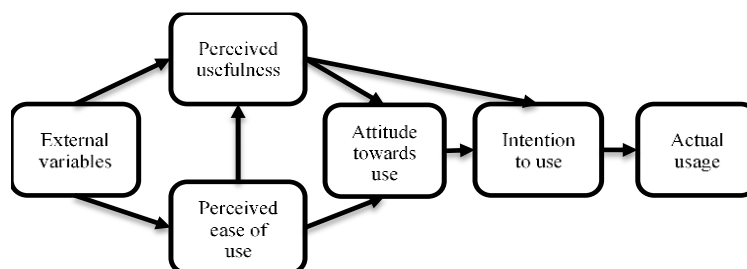 Perceived
usefulness
External
variables
Attitude
towards
use
Intention
to use
Actual
usage
Perceived
ease of
use